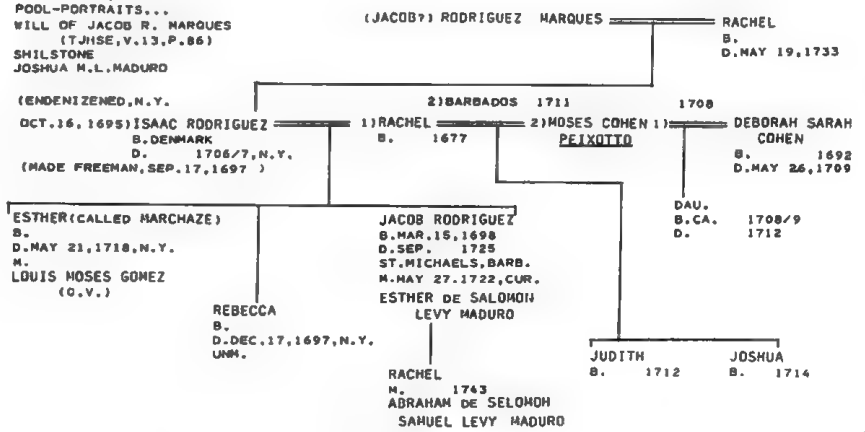 POOL-PORTRAITS...
WILL OF JACOB R. MARQUES
(TJHSE,V.13,P.86)
SHILSTONE
JOSHUA M.L.MADURO
(JACOB?) RODRIGUEZ MARQUES
RACHEL
B.
D.MAY 19,1733
(ENDENIZENED,N.Y.
OCT.16, 1695)
ISAAC RODRIGUEZ
B.DENMARK
D. 1706/7,N.Y.
(MADE FREEMAN,SEP.17,1697 )
1)RACHEL
B. 1677
2)BARBADOS 1711
2)MOSES COHEN 1)
PEIXOTTO
1708
DEBORAH SARAH
COHEN
B. 1692
D.MAY 26,1709
ESTHER(CALLED MARCHAZE)
B.
D.MAY 21,1718,N.Y.
M.
LOUIS MOSES GOMEZ
(O.V.)
REBECCA
B.
D.DEC.17,1697,N.Y.
UNM.
JACOB RODRIGUEZ
B.MAR.15,1698
D.SEP. 1725
ST.MICHAELS,BARB.
M.MAY 27.1722,CUR.
ESTHER DE SALOMON
LEVY MADURO
RACHEL
M. 1743
ABRAHAM DE SELOMOH
SAMUEL LEVY MADURO
DAU.
B.CA. 1708/9
D. 1712
JUDITH
B. 1712
JOSHUA
B. 1714